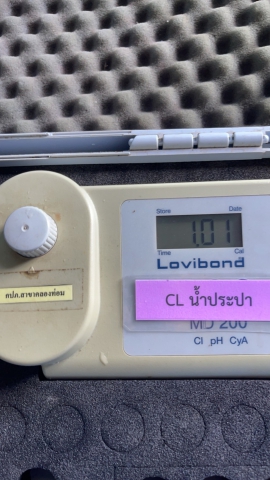 Store Date
1.01
Time Cal
Lovibond
CL น้ำประปา
MD 200
Cl pH CyA
คปภ.สาขาคลองท่อม